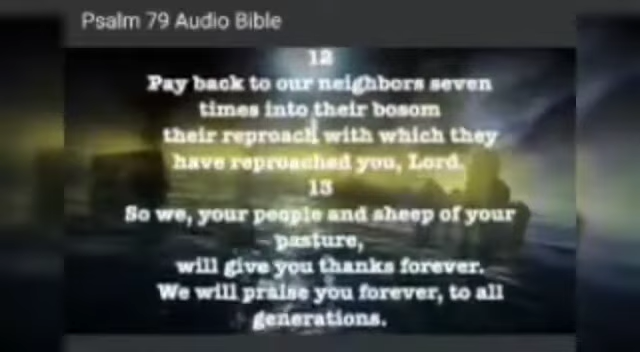 Psalm 79 Audio Bible
12
Pay back to our neighbors seven
times into their bosom
their reproach with which they
have reproached you, Lord.
13
So we, your people and sheep of your
pasture,
will give you thanks forever.
We will praise you forever, to all
generations.